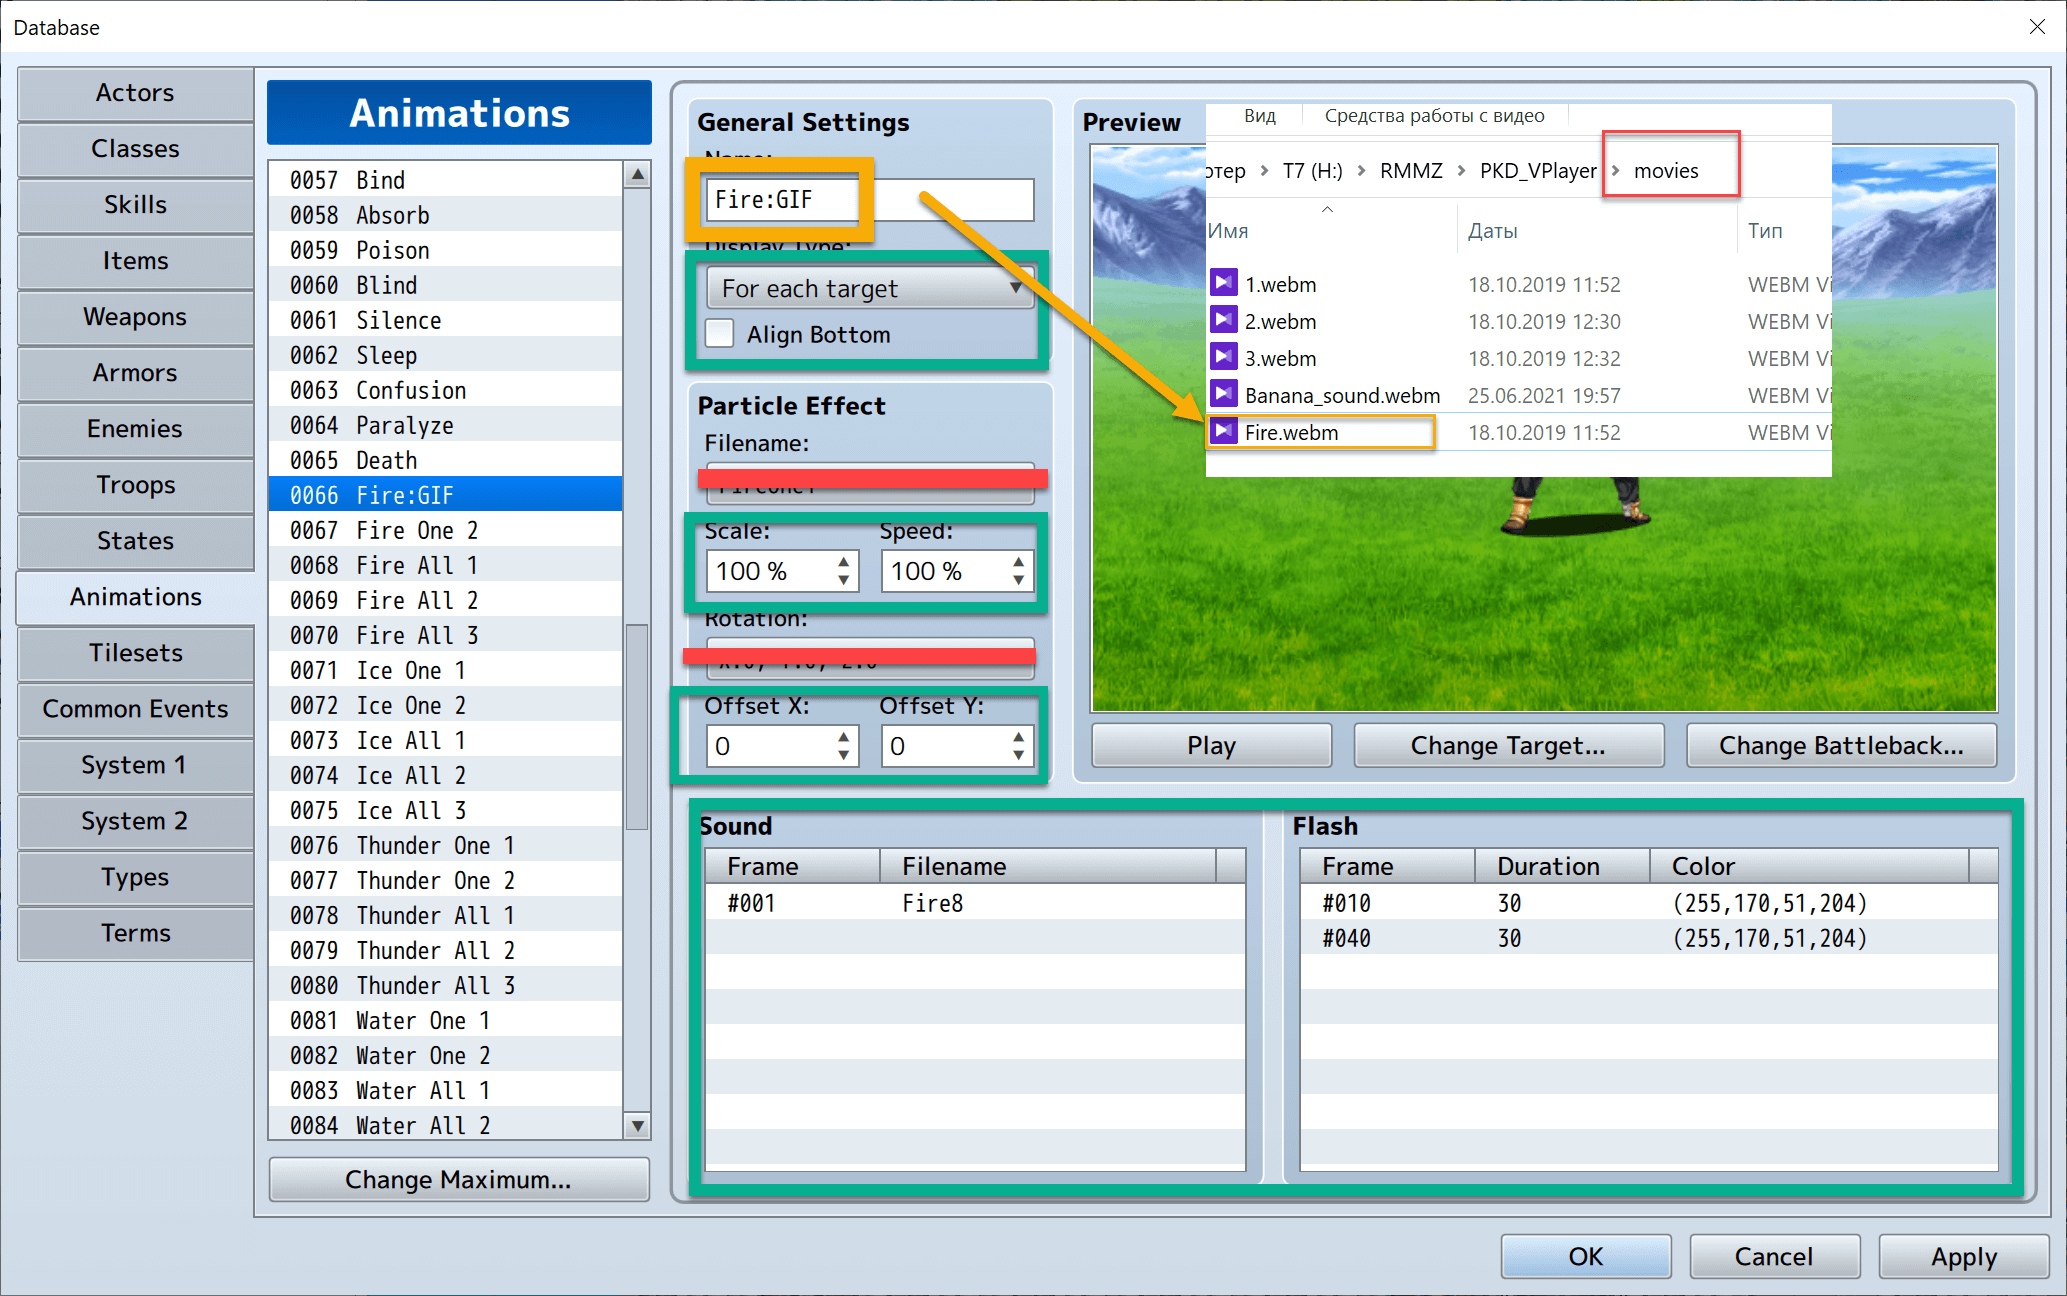 Database
Actors
Classes
Skills
Items
Weapons
Armors
Enemies
Troops
States
Animations
Tilesets
Common Events
System 1
System 2
Types
Terms
Animations
0057 Bind
0058 Absorb
0059 Poison
0060 Blind
0061 Silence
0062 Sleep
0063 Confusion
0064 Paralyze
0065 Death
0066 Fire:GIF
0067 Fire One 2
0068 Fire All 1
0069 Fire All 2
0070 Fire All 3
0071 Ice One 1
0072 Ice One 2
0073 Ice All 1
0074 Ice All 2
0075 Ice All 3
0076 Thunder One 1
0077 Thunder One 2
0078 Thunder All 1
0079 Thunder All 2
0080 Thunder All 3
0081 Water One 1
0082 Water One 2
0083 Water All 1
0084 Water All 2
Change Maximum...
General Settings
Name:
Fire:GIF
Display Type:
For each target
Align Bottom
Particle Effect
Filename:
Scale: Speed:
100 % 100 %
Rotation:
Offset X: Offset Y:
0 0
Preview
Вид Средства работы с видео
T7 (H:) > RMMZ > PKD_VPlayer > movies
Имя Даты Тип
1.webm 18.10.2019 11:52 WEBM Vi
2.webm 18.10.2019 12:30 WEBM Vi
3.webm 18.10.2019 12:32 WEBM Vi
Banana_sound.webm 25.06.2021 19:57 WEBM Vi
Fire.webm 18.10.2019 11:52 WEBM Vi
Play Change Target... Change Battleback...
Sound
Frame Filename
#001 Fire8
Flash
Frame Duration Color
#010 30 (255,170,51,204)
#040 30 (255,170,51,204)
OK Cancel Apply